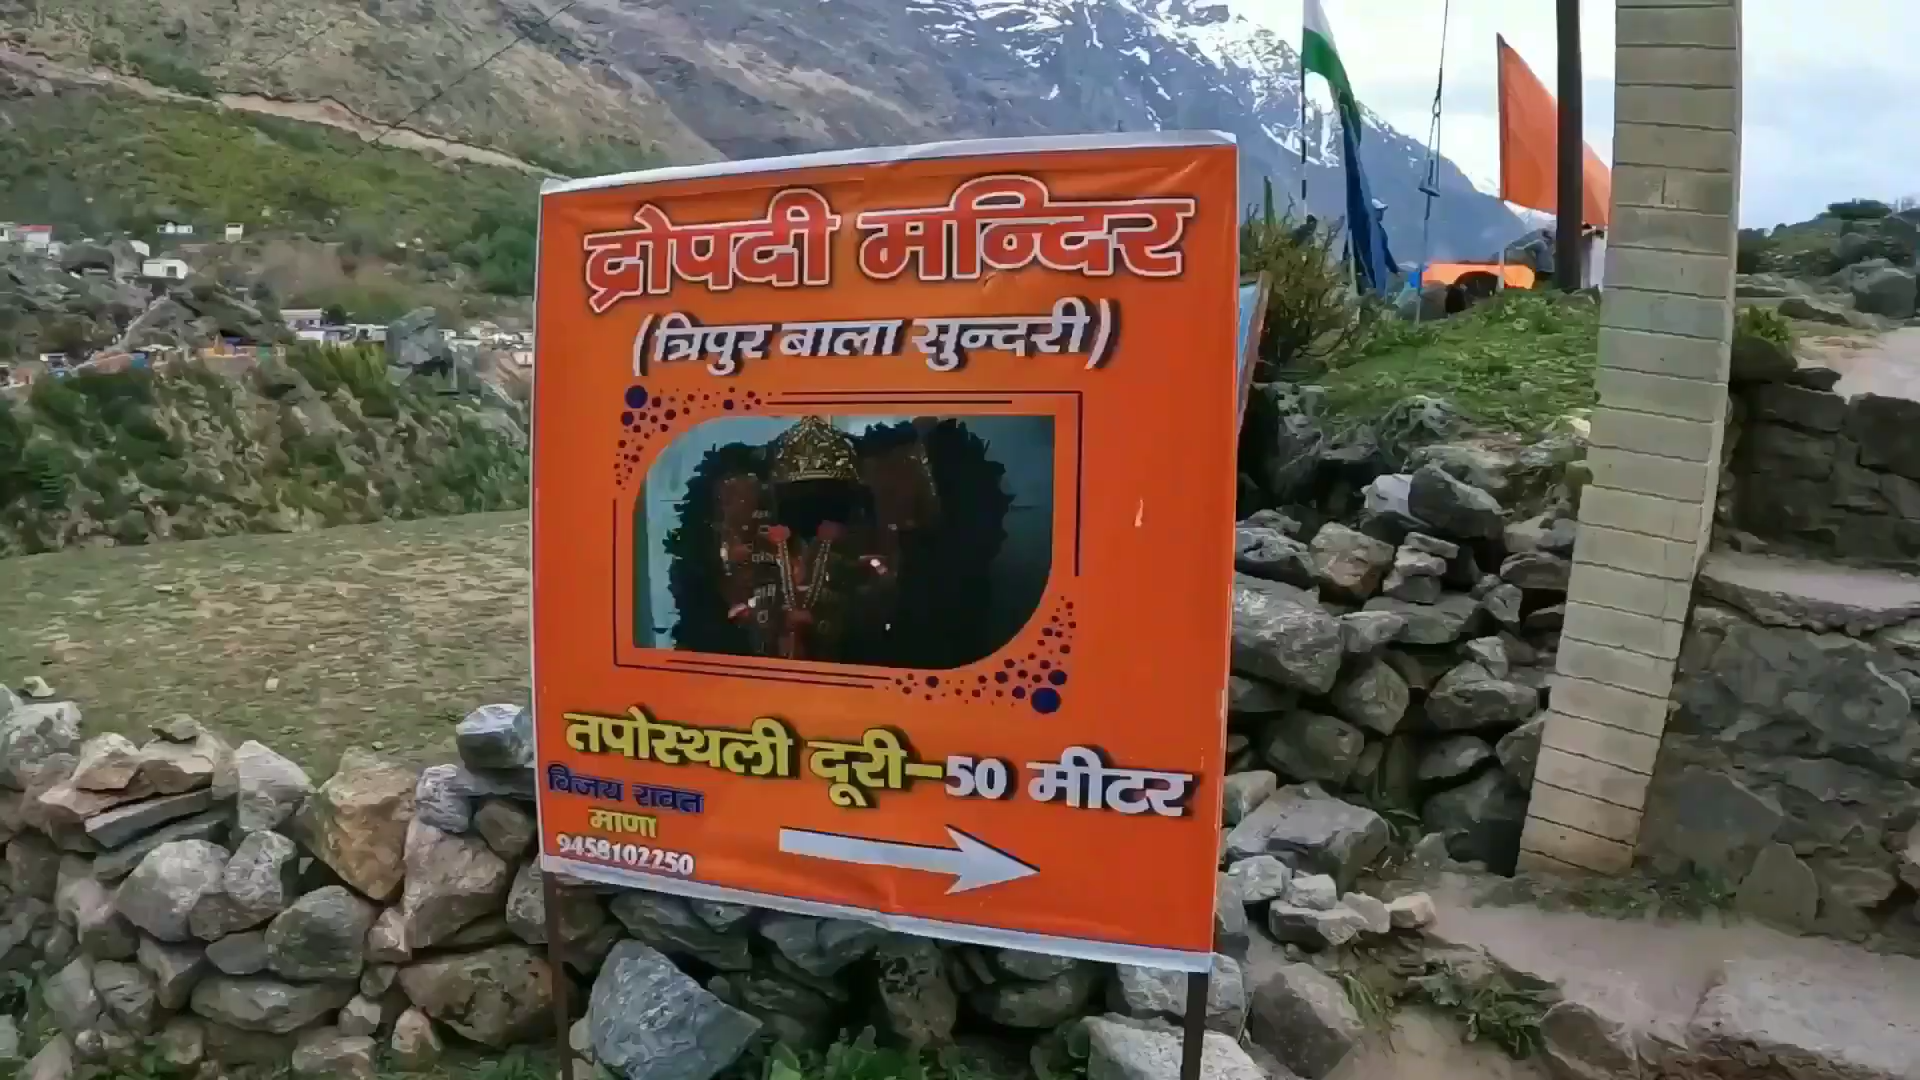 द्रोपदी मन्दिर
(त्रिपुर बाला सुन्दरी)
तपोस्थली दूरी-50 मीटर
विजय रावत
माणा
9458102250